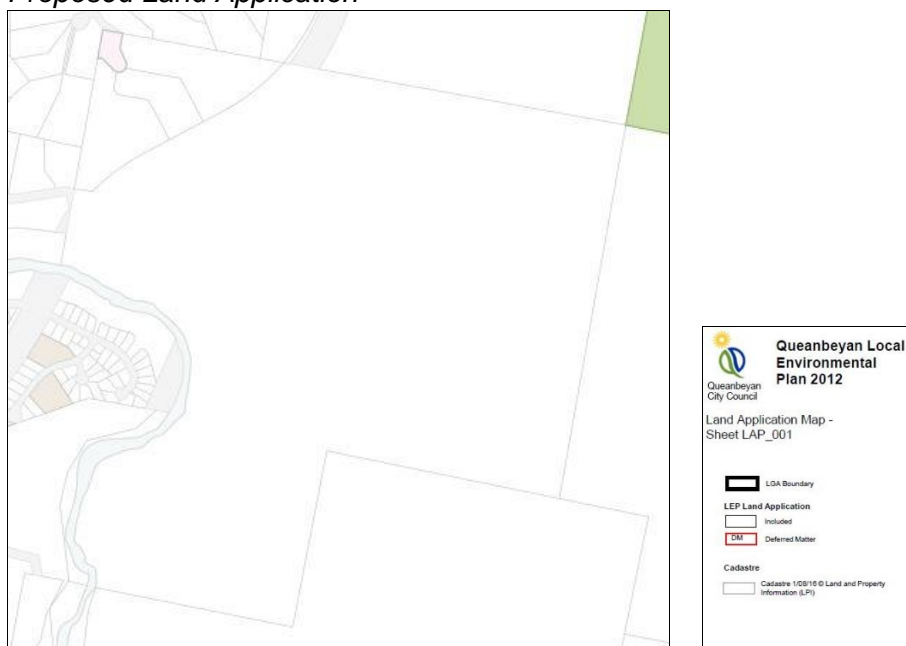 Proposed Land Application
Queanbeyan
City Council
Queanbeyan Local
Environmental
Plan 2012
Land Application Map -
Sheet LAP_001
LGA Boundary
LEP Land Application
Included
DM Deferred Matter
Cadastre
Cadastre 1/08/16 © Land and Property
Information (LPI)